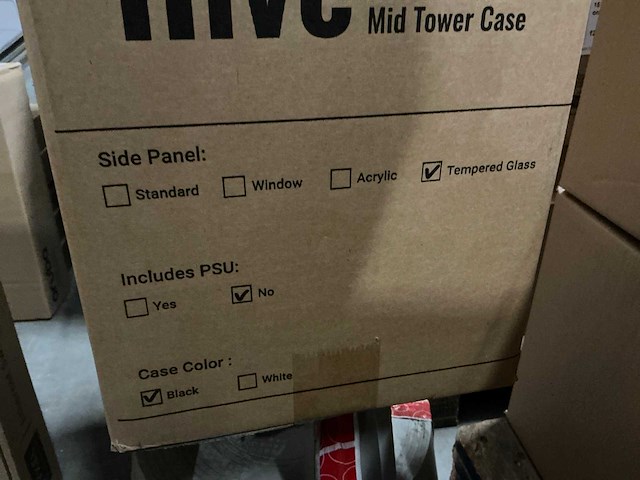 Mid Tower Case
Side Panel:
Standard Window Acrylic Tempered Glass
Includes PSU:
Yes No
Case Color :
Black White